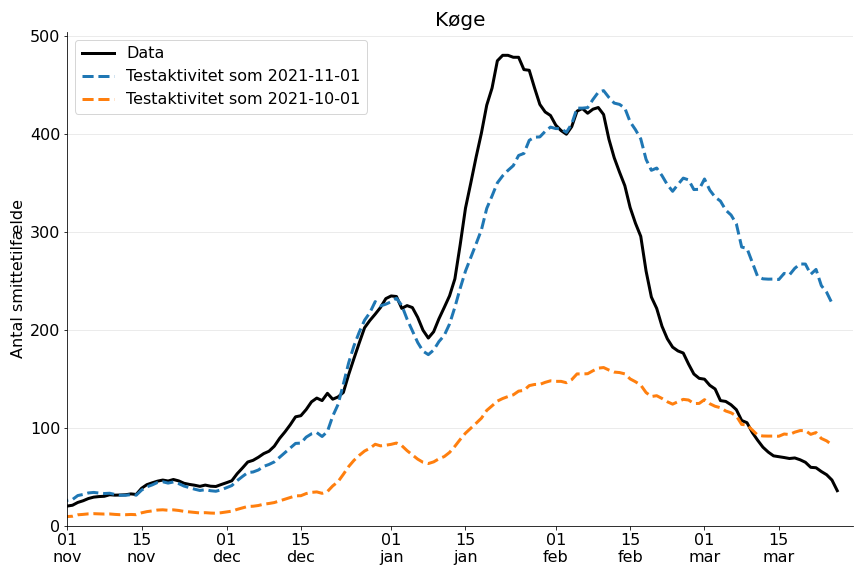 Køge
Data
Testaktivitet som 2021-11-01
Testaktivitet som 2021-10-01
Antal smittetilfælde
500
400
300
200
100
0
01 15 01 15 01 15 01 15 01 15
nov nov dec dec jan jan feb feb mar mar